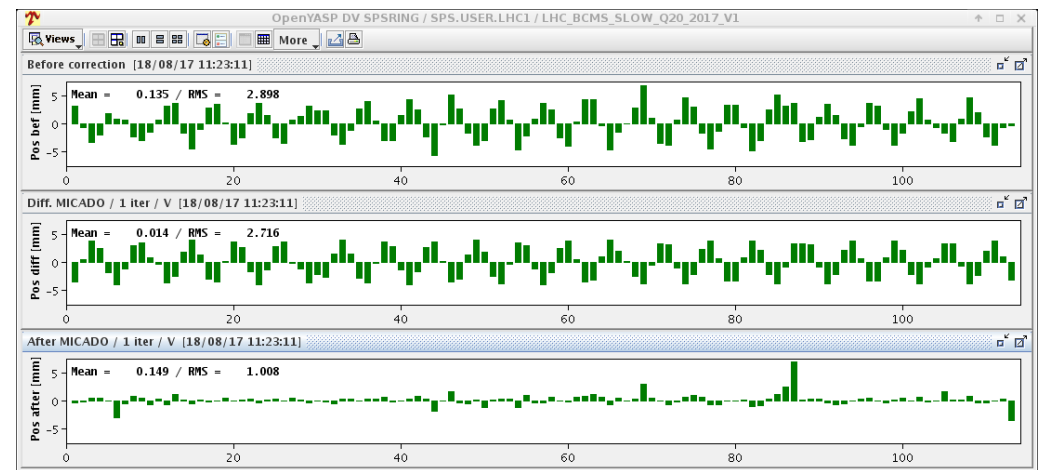 OpenYASP DV SPSRING / SPS.USER.LHC1 / LHC_BCMS_SLOW_Q20_2017_V1
Views More
Before correction [18/08/17 11:23:11]
Mean = 0.135 / RMS = 2.898
Pos bef [mm]
5
0
-5
0 20 40 60 80 100
Diff. MICADO / 1 iter / V [18/08/17 11:23:11]
Mean = 0.014 / RMS = 2.716
Pos diff [mm]
5
0
-5
0 20 40 60 80 100
After MICADO / 1 iter / V [18/08/17 11:23:11]
Mean = 0.149 / RMS = 1.008
Pos after [mm]
5
0
-5
0 20 40 60 80 100